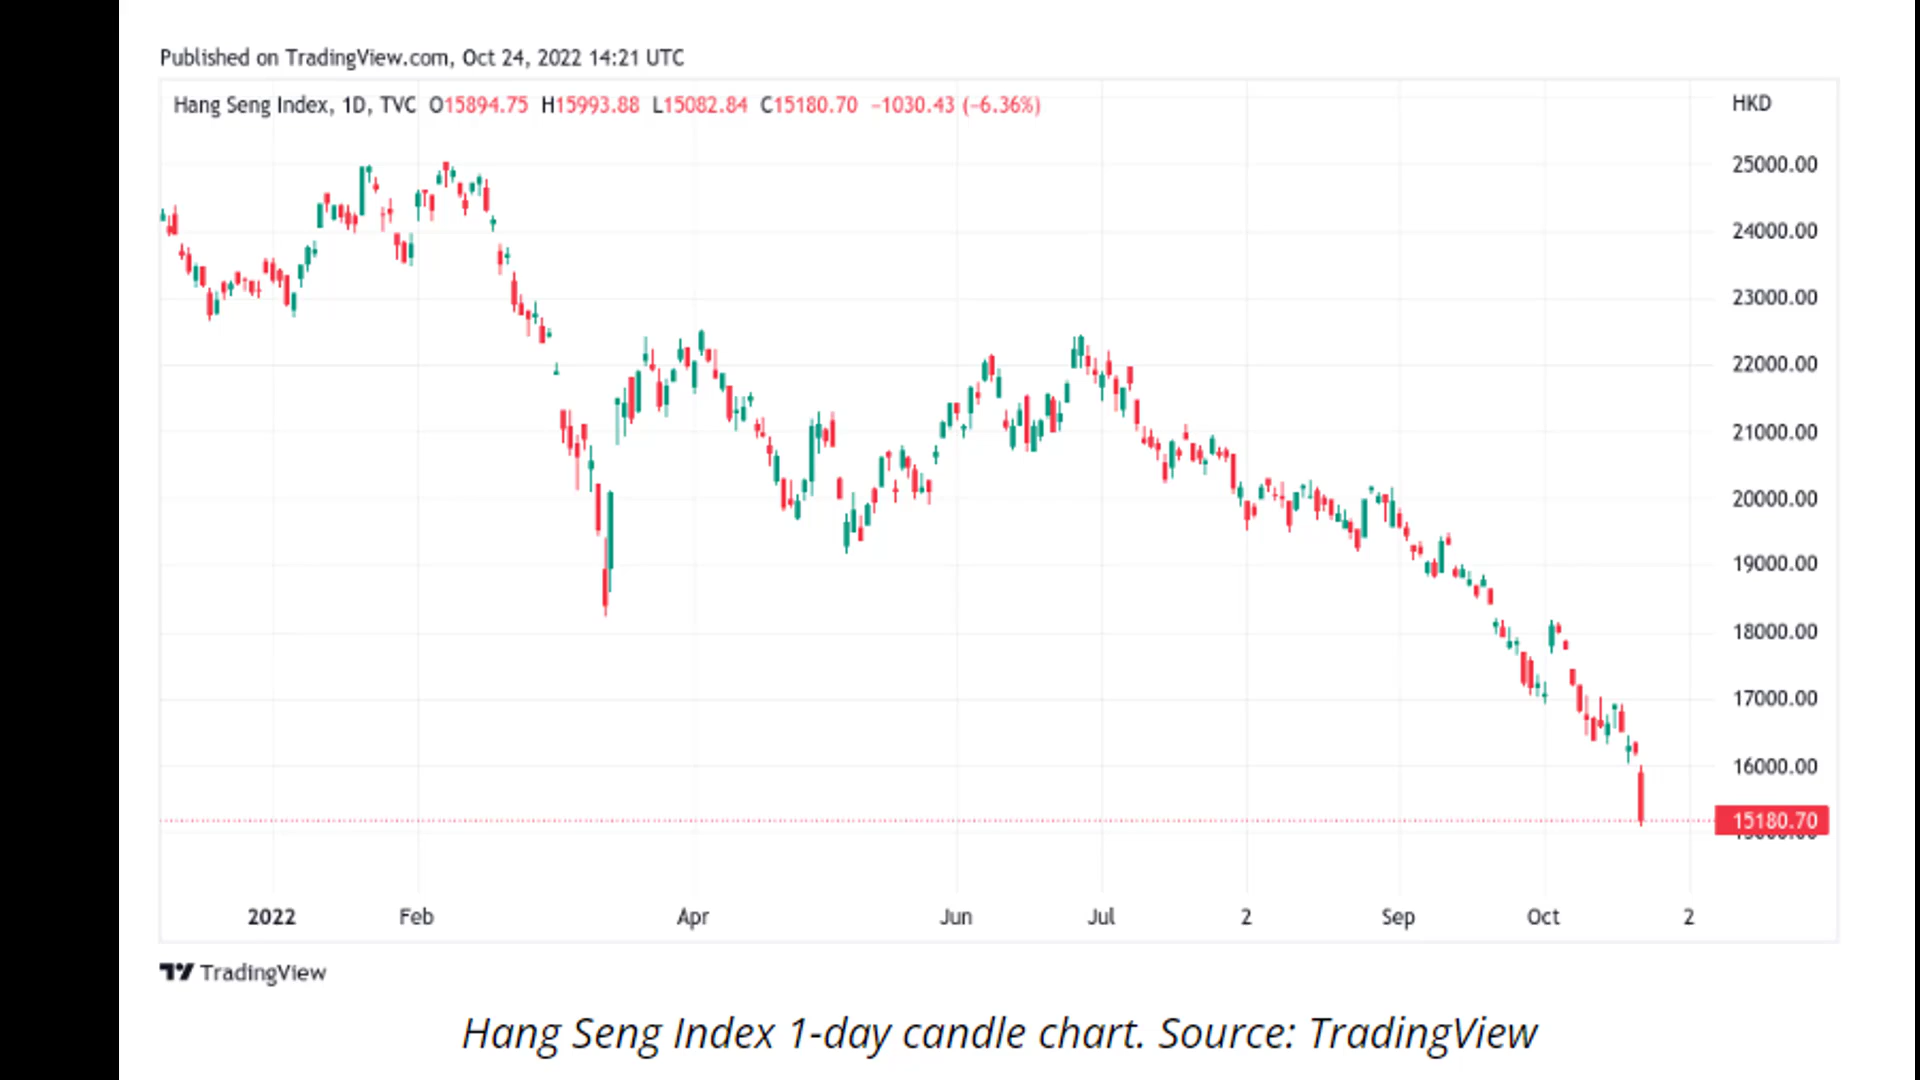 Published on TradingView.com, Oct 24, 2022 14:21 UTC
Hang Seng Index, 1D, TVC O15894.75 H15993.88 L15082.84 C15180.70 −1030.43 (−6.36%)
HKD
25000.00
24000.00
23000.00
22000.00
21000.00
20000.00
19000.00
18000.00
17000.00
16000.00
15180.70
2022 Feb Apr Jun Jul 2 Sep Oct 2
TradingView
Hang Seng Index 1-day candle chart. Source: TradingView